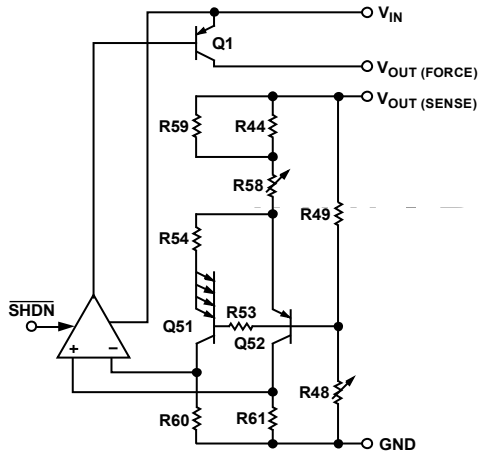 V_IN
Q1
V_OUT (FORCE)
V_OUT (SENSE)
R59
R44
R58
R49
R54
SHDN
R53
Q51
Q52
+
−
R48
R60
R61
GND